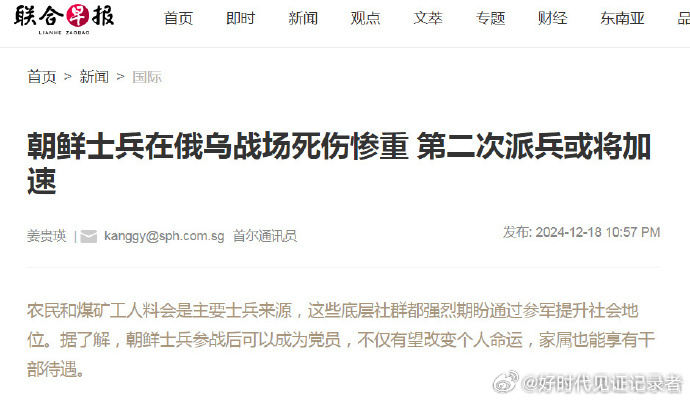 联合早报
LIANHE ZAOBAO
首页 即时 新闻 观点 文萃 专题 财经 东南亚
首页 > 新闻 > 国际
朝鲜士兵在俄乌战场死伤惨重 第二次派兵或将加
速
姜贵瑛 | kanggy@sph.com.sg 首尔通讯员
发布: 2024-12-18 10:57 PM
农民和煤矿工人料会是主要士兵来源，这些底层社群都强烈期盼通过参军提升社会地
位。据了解，朝鲜士兵参战后可以成为党员，不仅有望改变个人命运，家属也能享有干
部待遇。
@好时代见证记录者